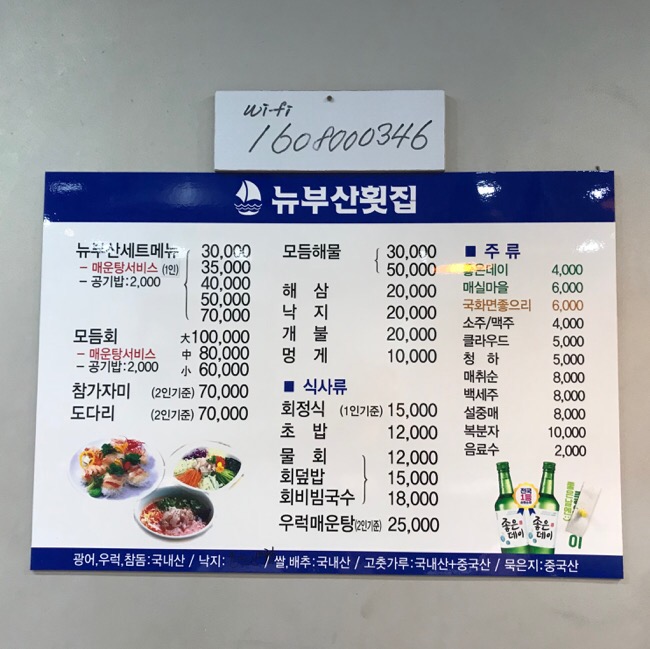 wi-fi
1608000346
뉴부산횟집
뉴부산세트메뉴 30,000
- 매운탕서비스 (1인) 35,000
- 공기밥:2,000 40,000
50,000
70,000
모듬회 大 100,000
- 매운탕서비스 中 80,000
- 공기밥:2,000 小 60,000
참가자미 (2인기준) 70,000
도다리 (2인기준) 70,000
모듬해물 30,000
50,000
해 삼 20,000
낙 지 20,000
개 불 20,000
멍 게 10,000
■ 식사류
회정식 (1인기준) 15,000
초 밥 12,000
물 회 12,000
회덮밥 15,000
회비빔국수 18,000
우럭매운탕(2인기준) 25,000
■ 주 류
좋은데이 4,000
매실마을 6,000
국화면좋으리 6,000
소주/맥주 4,000
클라우드 5,000
청 하 5,000
매취순 8,000
백세주 8,000
설중매 8,000
복분자 10,000
음료수 2,000
좋은데이
좋은데이
광어,우럭,참돔:국내산 / 낙지: / 쌀,배추:국내산 / 고춧가루:국내산+중국산 / 묵은지:중국산